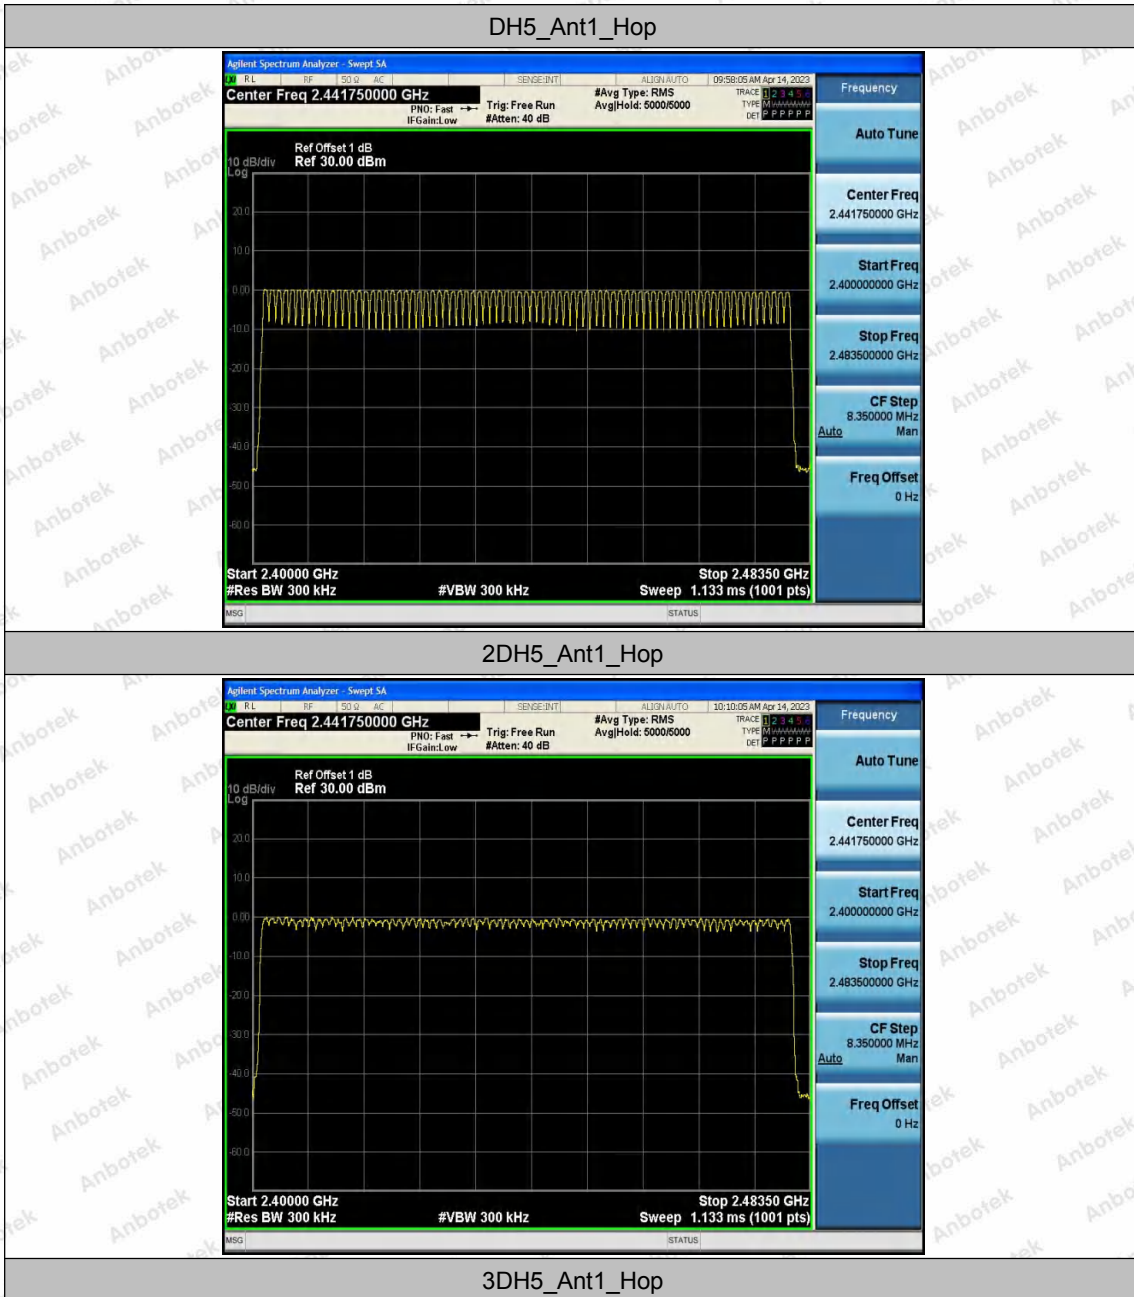 DH5_Ant1_Hop
Agilent Spectrum Analyzer - Swept SA
LXI RL RF 50 Ω AC SENSE:INT ALIGN AUTO 09:58:05 AM Apr 14, 2023
Center Freq 2.441750000 GHz
PNO: Fast
IFGain:Low
Trig: Free Run
#Atten: 40 dB
#Avg Type: RMS
Avg|Hold: 5000/5000
TRACE 1 2 3 4 5 6
TYPE M
DET P P P P P P
Ref Offset 1 dB
10 dB/div Ref 30.00 dBm
Log
20.0
10.0
0.00
-10.0
-20.0
-30.0
-40.0
-50.0
-60.0
Start 2.40000 GHz Stop 2.48350 GHz
#Res BW 300 kHz #VBW 300 kHz Sweep 1.133 ms (1001 pts)
MSG STATUS
Frequency
Auto Tune
Center Freq
2.441750000 GHz
Start Freq
2.400000000 GHz
Stop Freq
2.483500000 GHz
CF Step
8.350000 MHz
Auto Man
Freq Offset
0 Hz
2DH5_Ant1_Hop
Agilent Spectrum Analyzer - Swept SA
LXI RL RF 50 Ω AC SENSE:INT ALIGN AUTO 10:10:05 AM Apr 14, 2023
Center Freq 2.441750000 GHz
PNO: Fast
IFGain:Low
Trig: Free Run
#Atten: 40 dB
#Avg Type: RMS
Avg|Hold: 5000/5000
TRACE 1 2 3 4 5 6
TYPE M
DET P P P P P P
Ref Offset 1 dB
10 dB/div Ref 30.00 dBm
Log
20.0
10.0
0.00
-10.0
-20.0
-30.0
-40.0
-50.0
-60.0
Start 2.40000 GHz Stop 2.48350 GHz
#Res BW 300 kHz #VBW 300 kHz Sweep 1.133 ms (1001 pts)
MSG STATUS
Frequency
Auto Tune
Center Freq
2.441750000 GHz
Start Freq
2.400000000 GHz
Stop Freq
2.483500000 GHz
CF Step
8.350000 MHz
Auto Man
Freq Offset
0 Hz
3DH5_Ant1_Hop
Anbotek